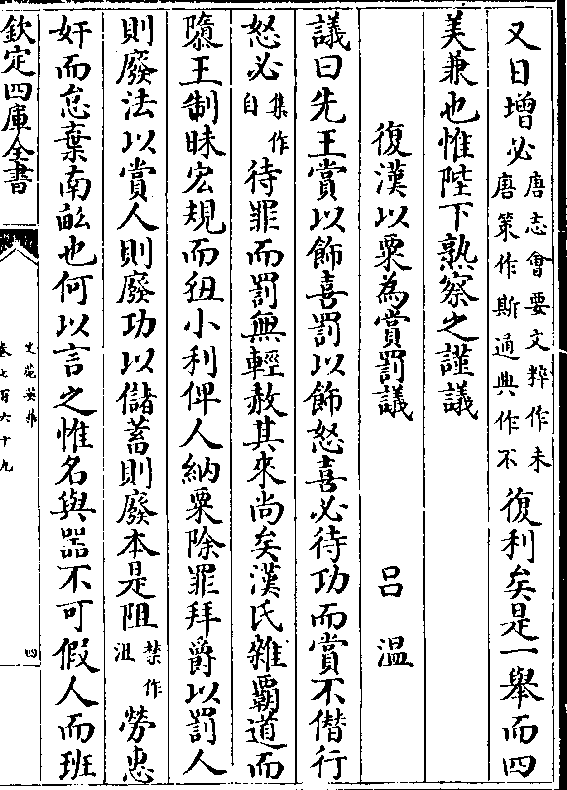 又日增必唐志會要文粹作未唐策作斯通典作不復利矣是一舉而四
美兼也惟陛下熟察之謹議
復漢以粟為賞罰議 呂溫
議曰先王賞以飾喜罰以飾怒喜必待功而賞不僭行
怒必集作自待罪而罰無輕赦其來尚矣漢氏雜霸道而
隳王制昧宏規而狃小利俾人納粟除罪拜爵以罰人
則廢法以賞人則廢功以儲蓄則廢本是阻集作沮勞惠
奸而怠棄南畝也何以言之惟名與器不可假人而班
欽定四庫全書
文苑英華
卷七百六十九
四